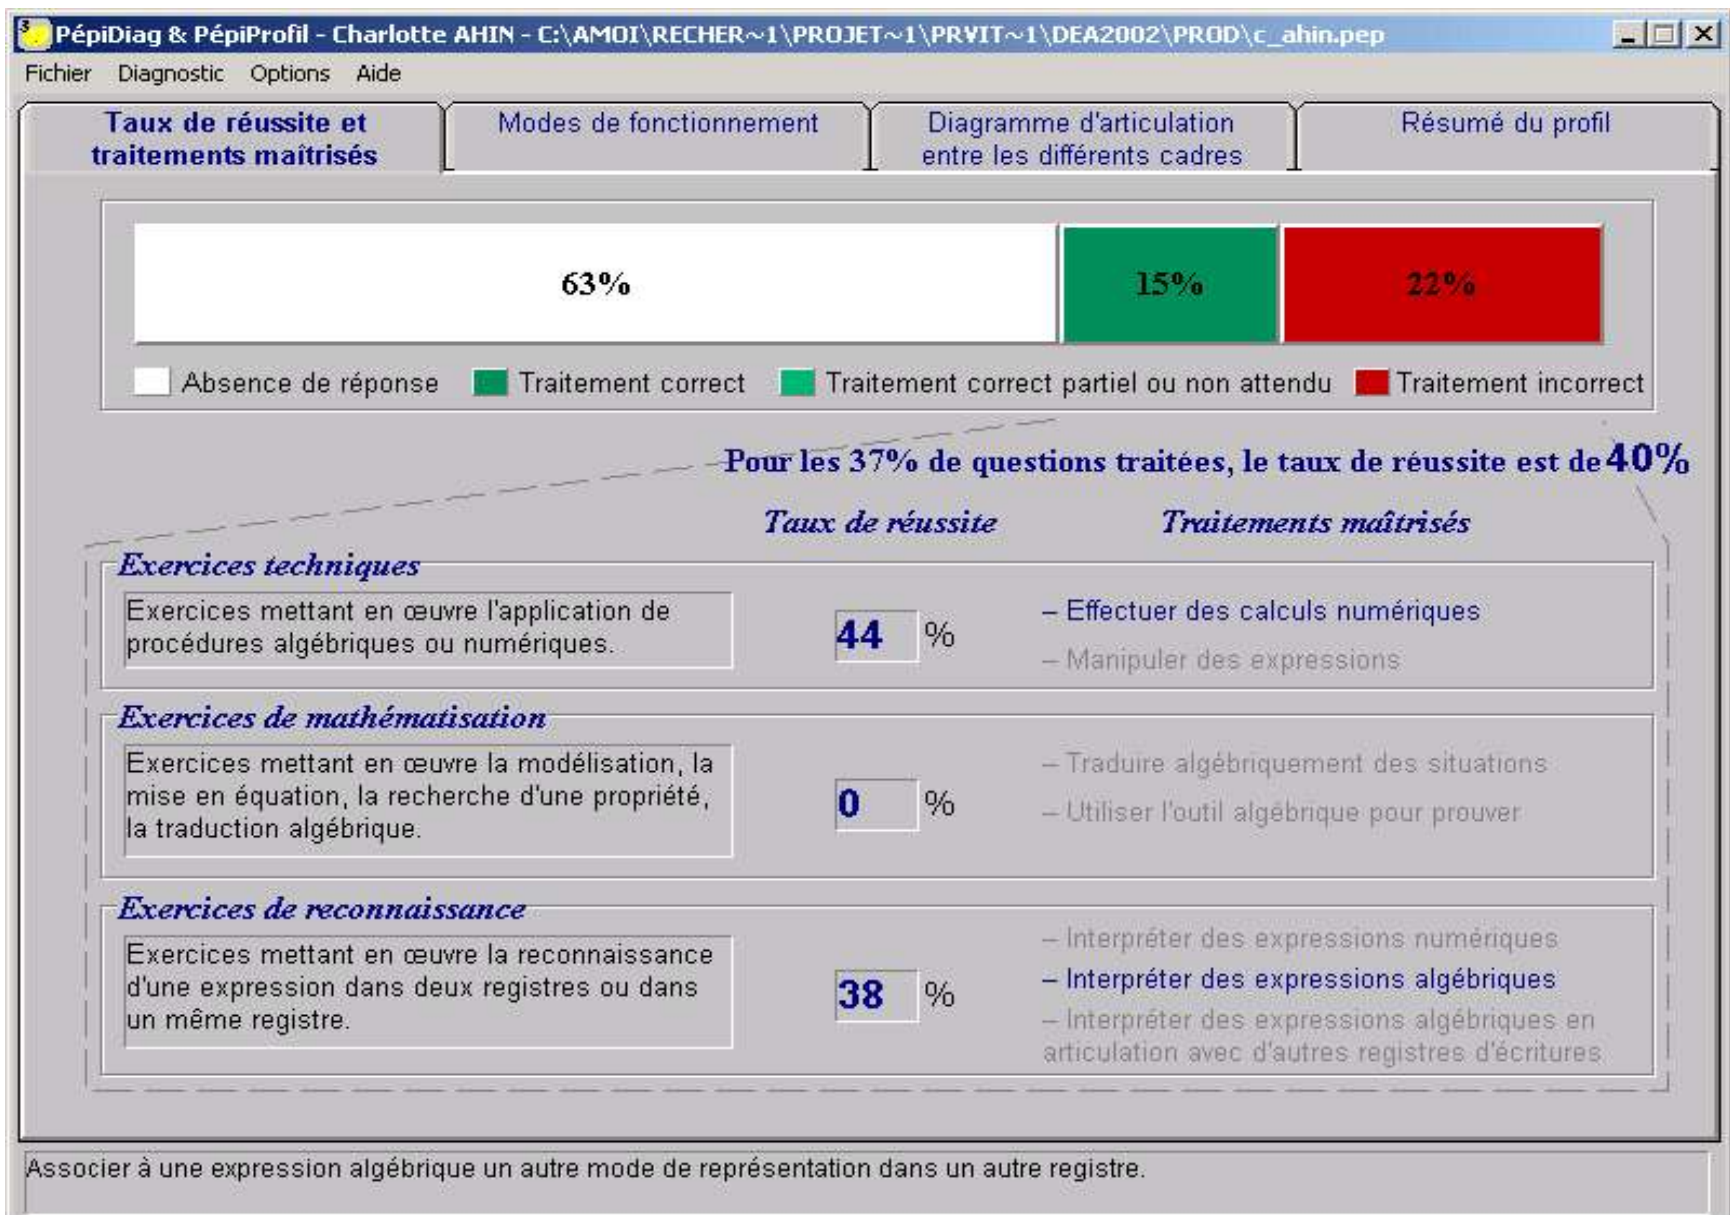 PépiDiag & PépiProfil - Charlotte AHIN - C:\AMOI\RECHER~1\PROJET~1\PRVIT~1\DEA2002\PROD\c_ahin.pep
Fichier Diagnostic Options Aide
Taux de réussite et
traitements maîtrisés
Modes de fonctionnement
Diagramme d'articulation
entre les différents cadres
Résumé du profil
63% 15% 22%
Absence de réponse Traitement correct Traitement correct partiel ou non attendu Traitement incorrect
Pour les 37% de questions traitées, le taux de réussite est de 40%
Taux de réussite Traitements maîtrisés
Exercices techniques
Exercices mettant en œuvre l'application de
procédures algébriques ou numériques.
44 %
– Effectuer des calculs numériques
– Manipuler des expressions
Exercices de mathématisation
Exercices mettant en œuvre la modélisation, la
mise en équation, la recherche d'une propriété,
la traduction algébrique.
0 %
– Traduire algébriquement des situations
– Utiliser l'outil algébrique pour prouver
Exercices de reconnaissance
Exercices mettant en œuvre la reconnaissance
d'une expression dans deux registres ou dans
un même registre.
38 %
– Interpréter des expressions numériques
– Interpréter des expressions algébriques
– Interpréter des expressions algébriques en
articulation avec d'autres registres d'écritures
Associer à une expression algébrique un autre mode de représentation dans un autre registre.